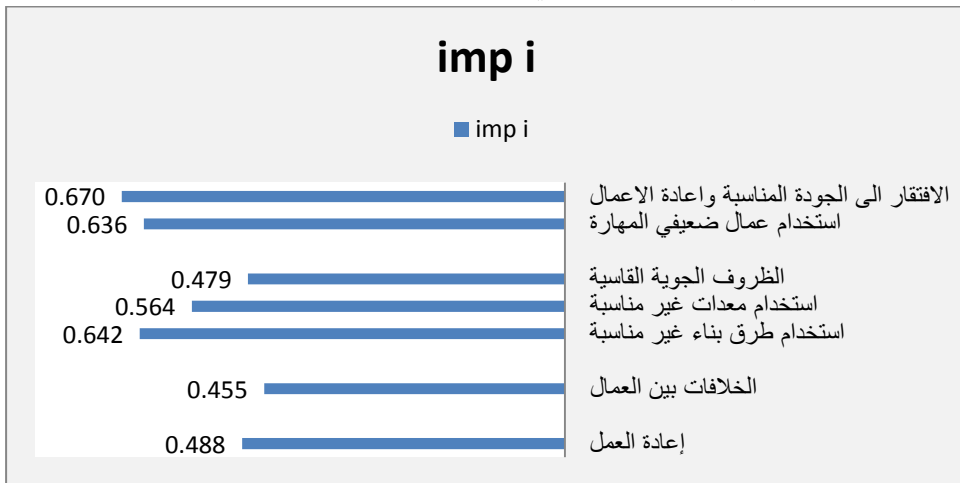 imp i
imp i
الافتقار الى الجودة المناسبة واعادة الاعمال
0.670
استخدام عمال ضعيفي المهارة
0.636
الظروف الجوية القاسية
0.479
استخدام معدات غير مناسبة
0.564
استخدام طرق بناء غير مناسبة
0.642
الخلافات بين العمال
0.455
إعادة العمل
0.488